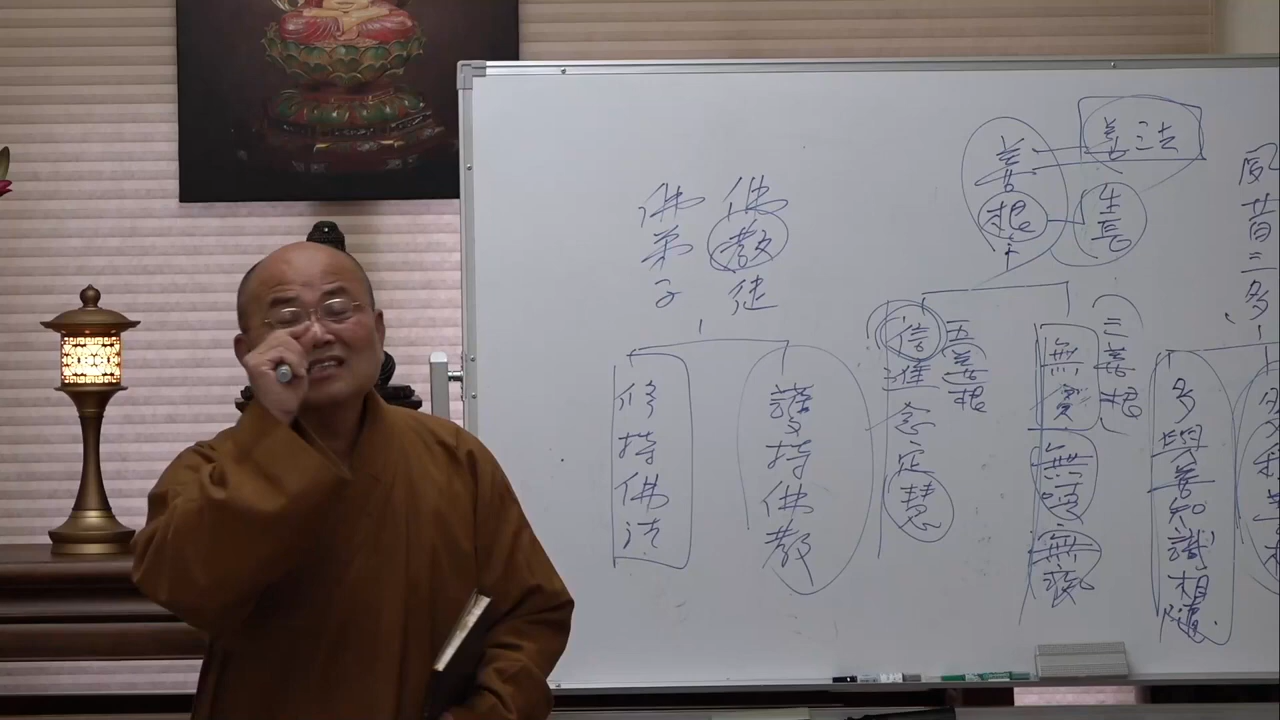 夙昔三多
多與善知識相隨
善法
善根
生長
三善根
無貪
無瞋
無癡
五善根
信進念定慧
佛教徒
佛弟子
護持佛教
修持佛法